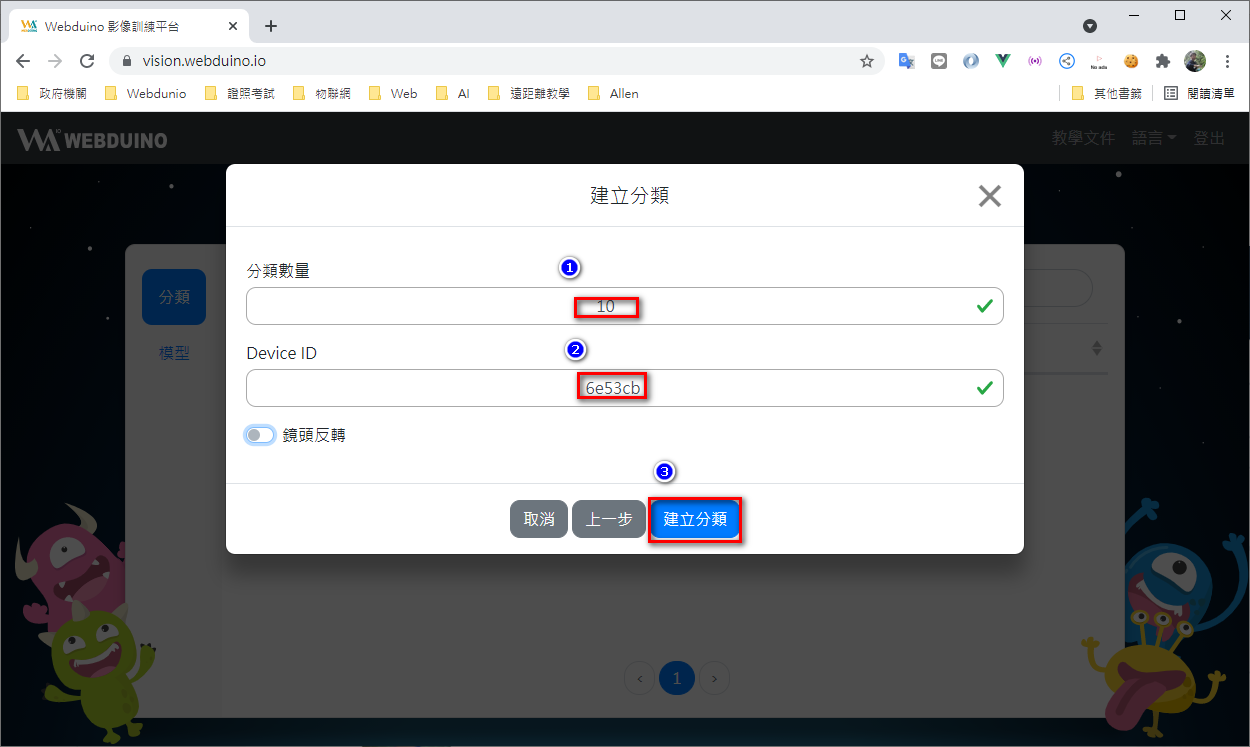 Webduino 影像訓練平台
vision.webduino.io
No ads
政府機關 Webdunio 證照考試 物聯網 Web AI 遠距離教學 Allen 其他書籤 閱讀清單
WEBDUINO 教學文件 語言 登出
建立分類
分類數量
1
10
Device ID
2
6e53cb
鏡頭反轉
3
取消 上一步 建立分類
分類
模型
‹ 1 ›